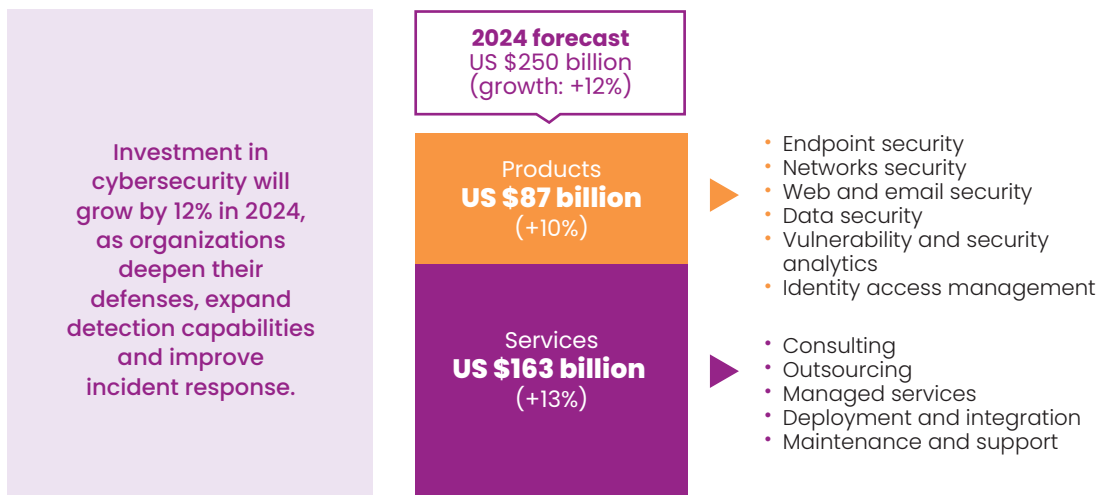 Investment in
cybersecurity will
grow by 12% in 2024,
as organizations
deepen their
defenses, expand
detection capabilities
and improve
incident response.
2024 forecast
US $250 billion
(growth: +12%)
Products
US $87 billion
(+10%)
Services
US $163 billion
(+13%)
• Endpoint security
• Networks security
• Web and email security
• Data security
• Vulnerability and security
analytics
• Identity access management
• Consulting
• Outsourcing
• Managed services
• Deployment and integration
• Maintenance and support